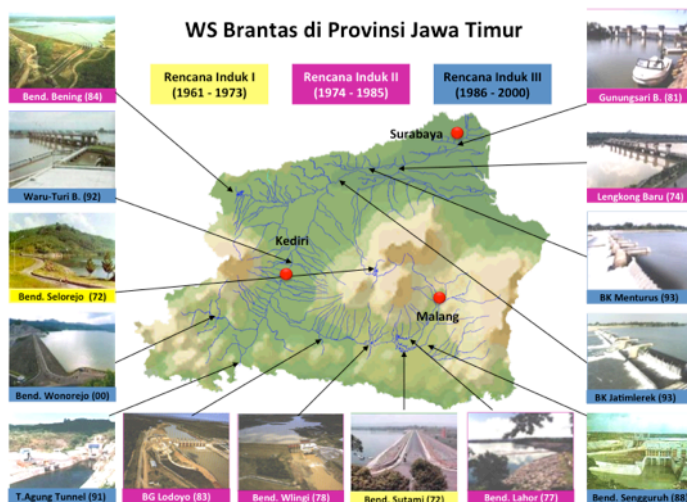 WS Brantas di Provinsi Jawa Timur
Rencana Induk I
(1961 - 1973)
Rencana Induk II
(1974 - 1985)
Rencana Induk III
(1986 - 2000)
Bend. Bening (84)
Gunungsari B. (81)
Surabaya
Waru-Turi B. (92)
Lengkong Baru (74)
Kediri
Bend. Selorejo (72)
BK Menturus (93)
Malang
Bend. Wonorejo (00)
BK Jatimlerek (93)
T.Agung Tunnel (91)
BG Lodoyo (83)
Bend. Wlingi (78)
Bend. Sutami (72)
Bend. Lahor (77)
Bend. Sengguruh (88